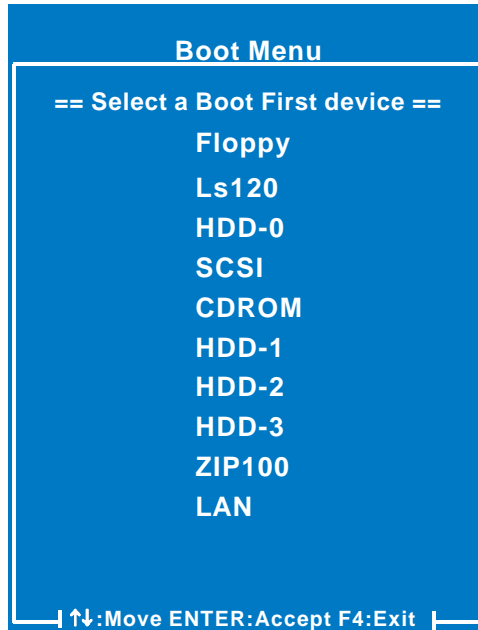 Boot Menu
== Select a Boot First device ==
Floppy
Ls120
HDD-0
SCSI
CDROM
HDD-1
HDD-2
HDD-3
ZIP100
LAN
↑↓:Move ENTER:Accept F4:Exit